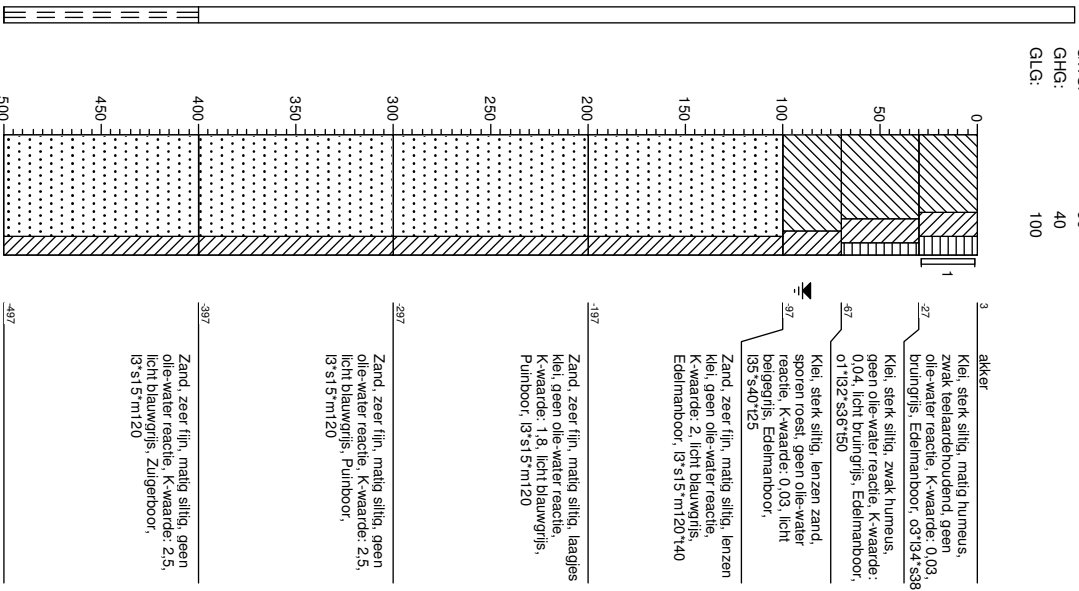 GHG: 40
GLG: 100
0
50
100
150
200
250
300
350
400
450
500
1
3
akker
Klei, sterk siltig, matig humeus,
zwak teelaardehoudend, geen
olie-water reactie, K-waarde: 0,03,
bruingrijs, Edelmanboor, o3*l34*s38
-27
Klei, sterk siltig, zwak humeus,
geen olie-water reactie, K-waarde:
0,04, licht bruingrijs, Edelmanboor,
o1*l32*s36*t50
-67
Klei, sterk siltig, lenzen zand,
sporen roest, geen olie-water
reactie, K-waarde: 0,03, licht
beigegrijs, Edelmanboor,
l35*s40*t25
-97
Zand, zeer fijn, matig siltig, lenzen
klei, geen olie-water reactie,
K-waarde: 2, licht blauwgrijs,
Edelmanboor, l3*s15*m120*t40
-197
Zand, zeer fijn, matig siltig, laagjes
klei, geen olie-water reactie,
K-waarde: 1,8, licht blauwgrijs,
Puinboor, l3*s15*m120
-297
Zand, zeer fijn, matig siltig, geen
olie-water reactie, K-waarde: 2,5,
licht blauwgrijs, Puinboor,
l3*s15*m120
-397
Zand, zeer fijn, matig siltig, geen
olie-water reactie, K-waarde: 2,5,
licht blauwgrijs, Zuigerboor,
l3*s15*m120
-497